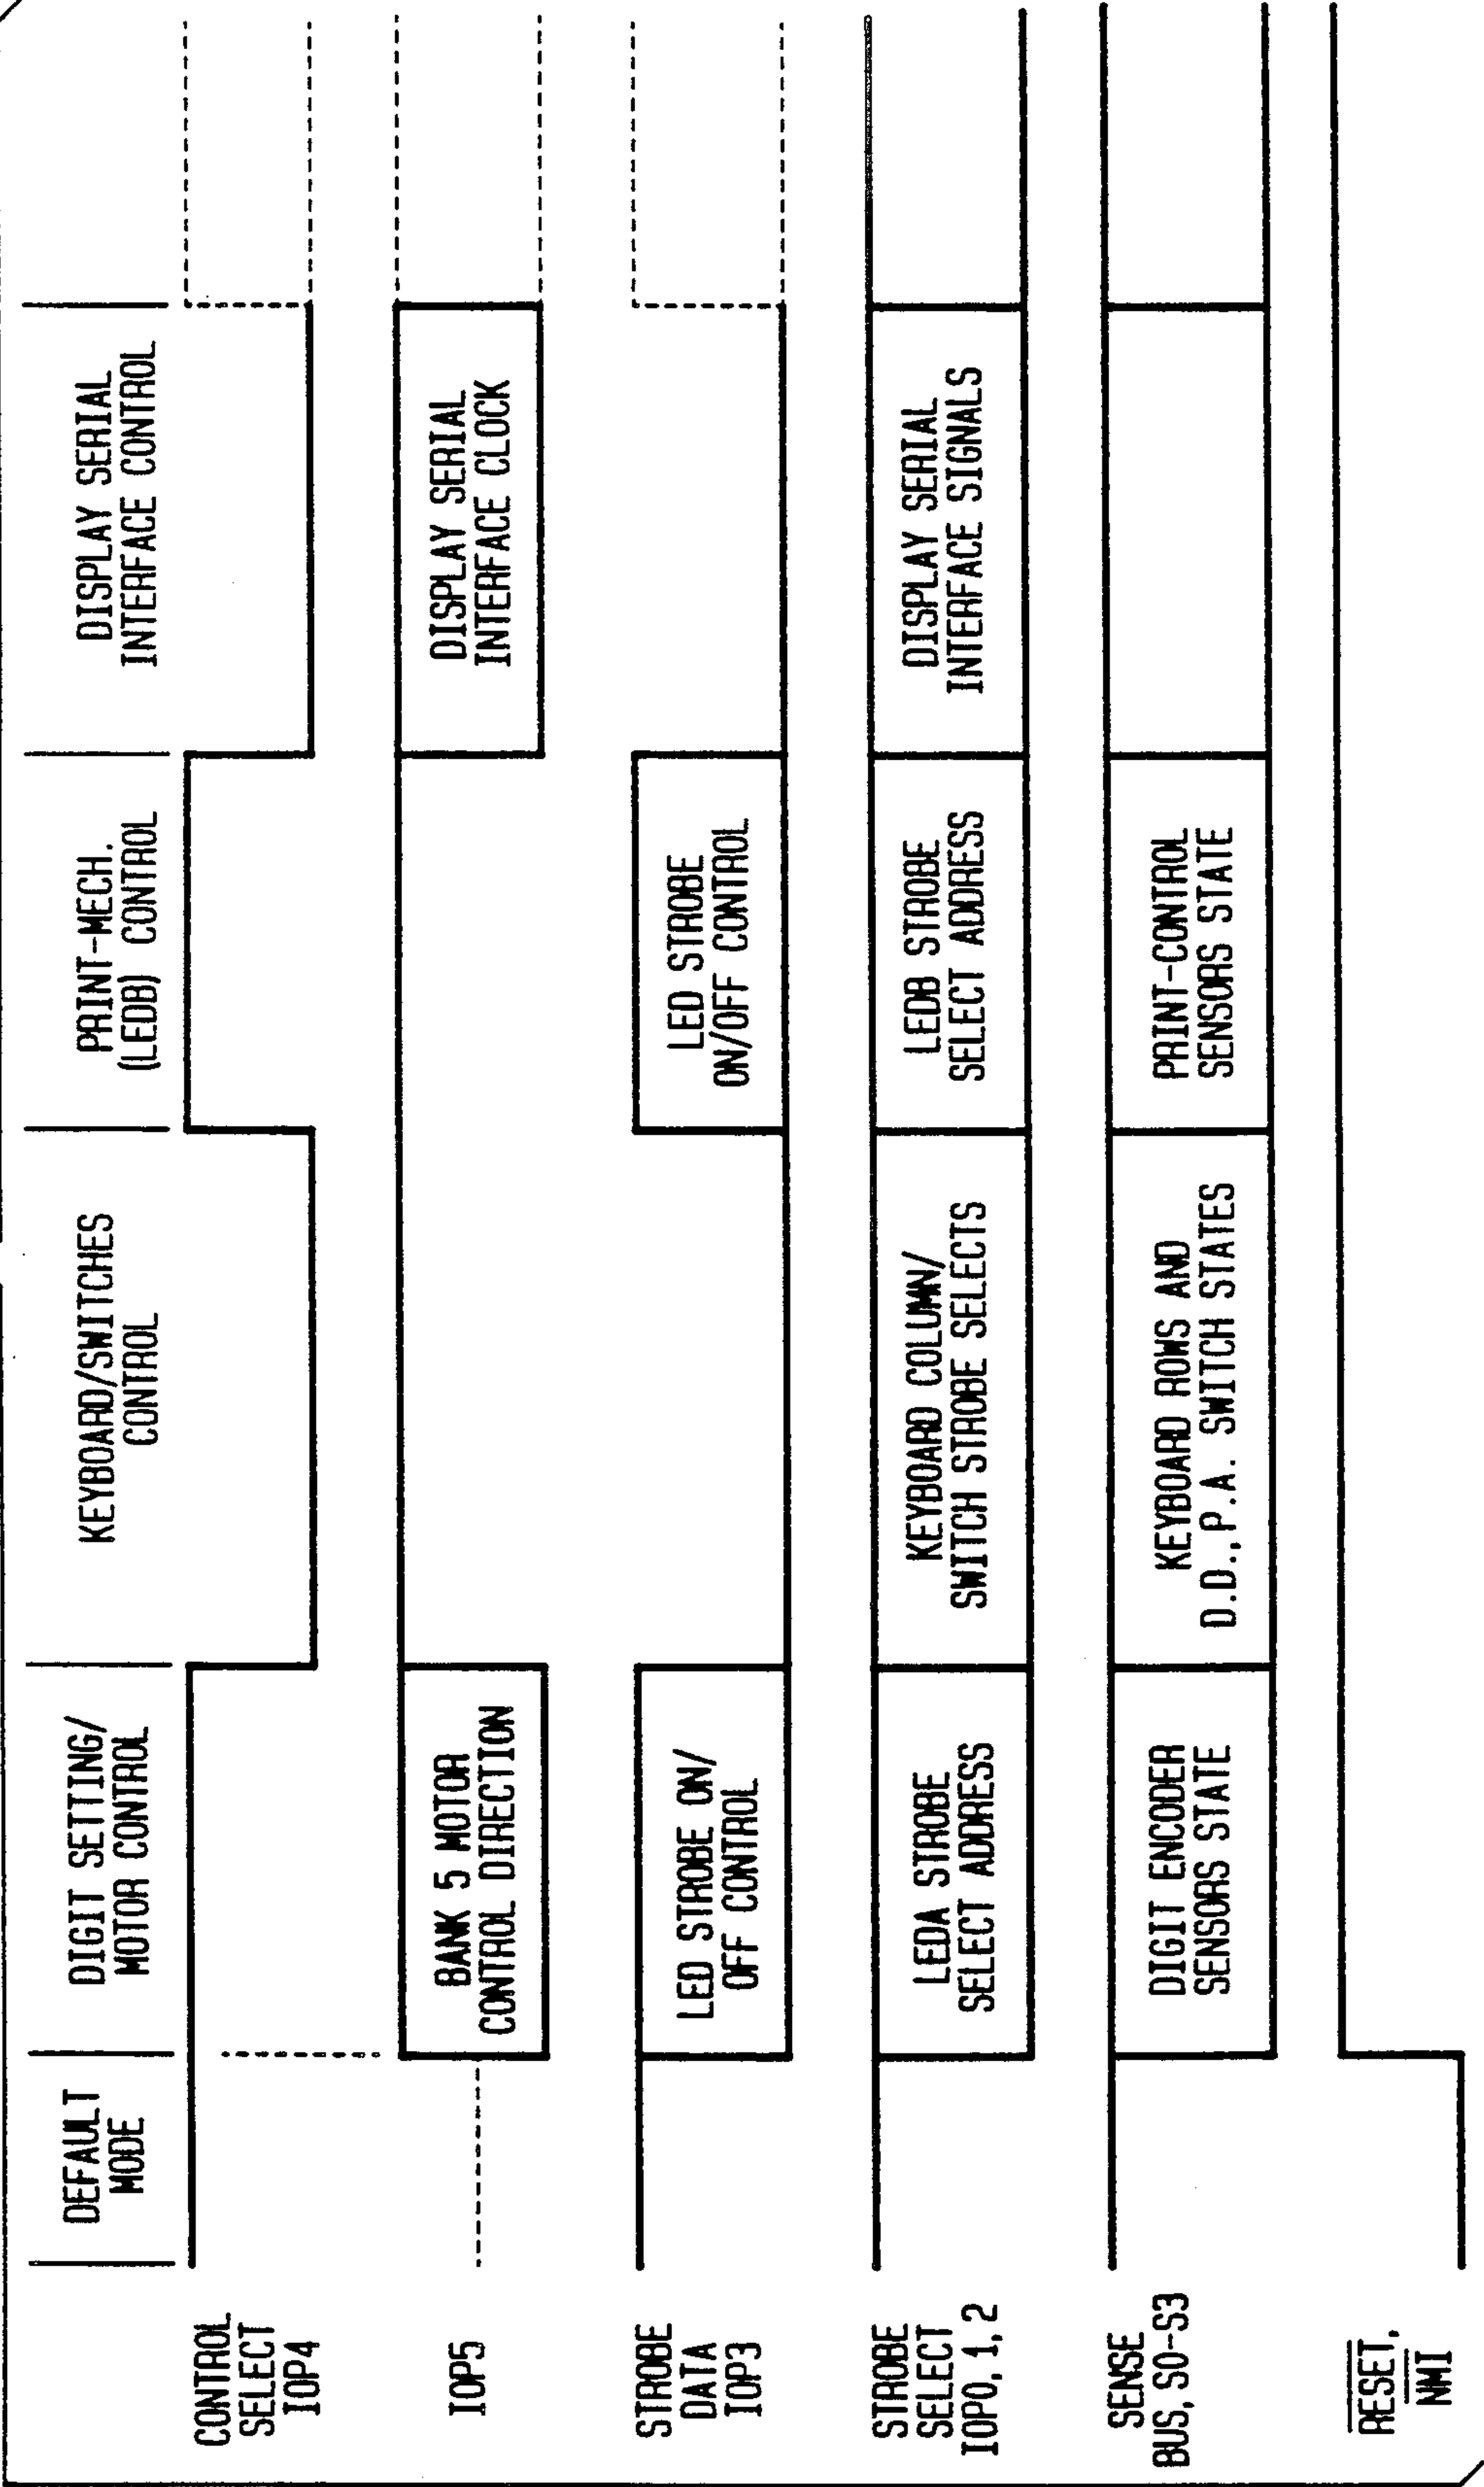 DEFAULT
MODE
DIGIT SETTING/
MOTOR CONTROL
KEYBOARD/SWITCHES
CONTROL
PRINT-MECH.
(LEDB) CONTROL
DISPLAY SERIAL
INTERFACE CONTROL
CONTROL
SELECT
IOP4
IOP5
BANK 5 MOTOR
CONTROL DIRECTION
DISPLAY SERIAL
INTERFACE CLOCK
STROBE
DATA
IOP3
LED STROBE ON/
OFF CONTROL
LED STROBE
ON/OFF CONTROL
STROBE
SELECT
IOP0, 1, 2
LEDA STROBE
SELECT ADDRESS
KEYBOARD COLUMN/
SWITCH STROBE SELECTS
LEDB STROBE
SELECT ADDRESS
DISPLAY SERIAL
INTERFACE SIGNALS
SENSE
BUS, S0-S3
DIGIT ENCODER
SENSORS STATE
KEYBOARD ROWS AND
D.D.,P.A. SWITCH STATES
PRINT-CONTROL
SENSORS STATE
RESET,
NMI